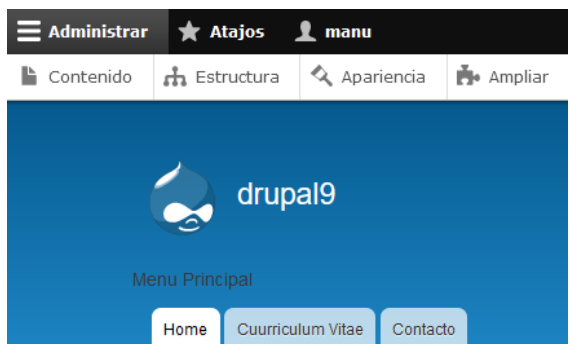 Administrar Atajos manu
Contenido Estructura Apariencia Ampliar
drupal9
Menu Principal
Home Cuurriculum Vitae Contacto